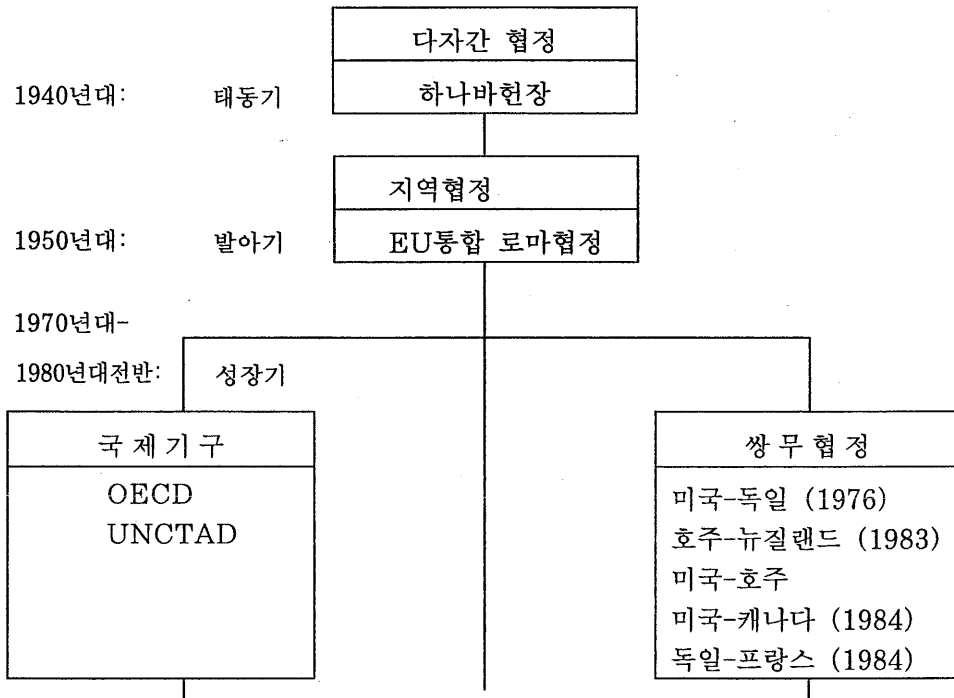 다자간 협정
1940년대: 태동기 하나바헌장
지역협정
1950년대: 발아기 EU통합 로마협정
1970년대-
1980년대전반: 성장기
국 제 기 구
OECD
UNCTAD
쌍 무 협 정
미국-독일 (1976)
호주-뉴질랜드 (1983)
미국-호주
미국-캐나다 (1984)
독일-프랑스 (1984)